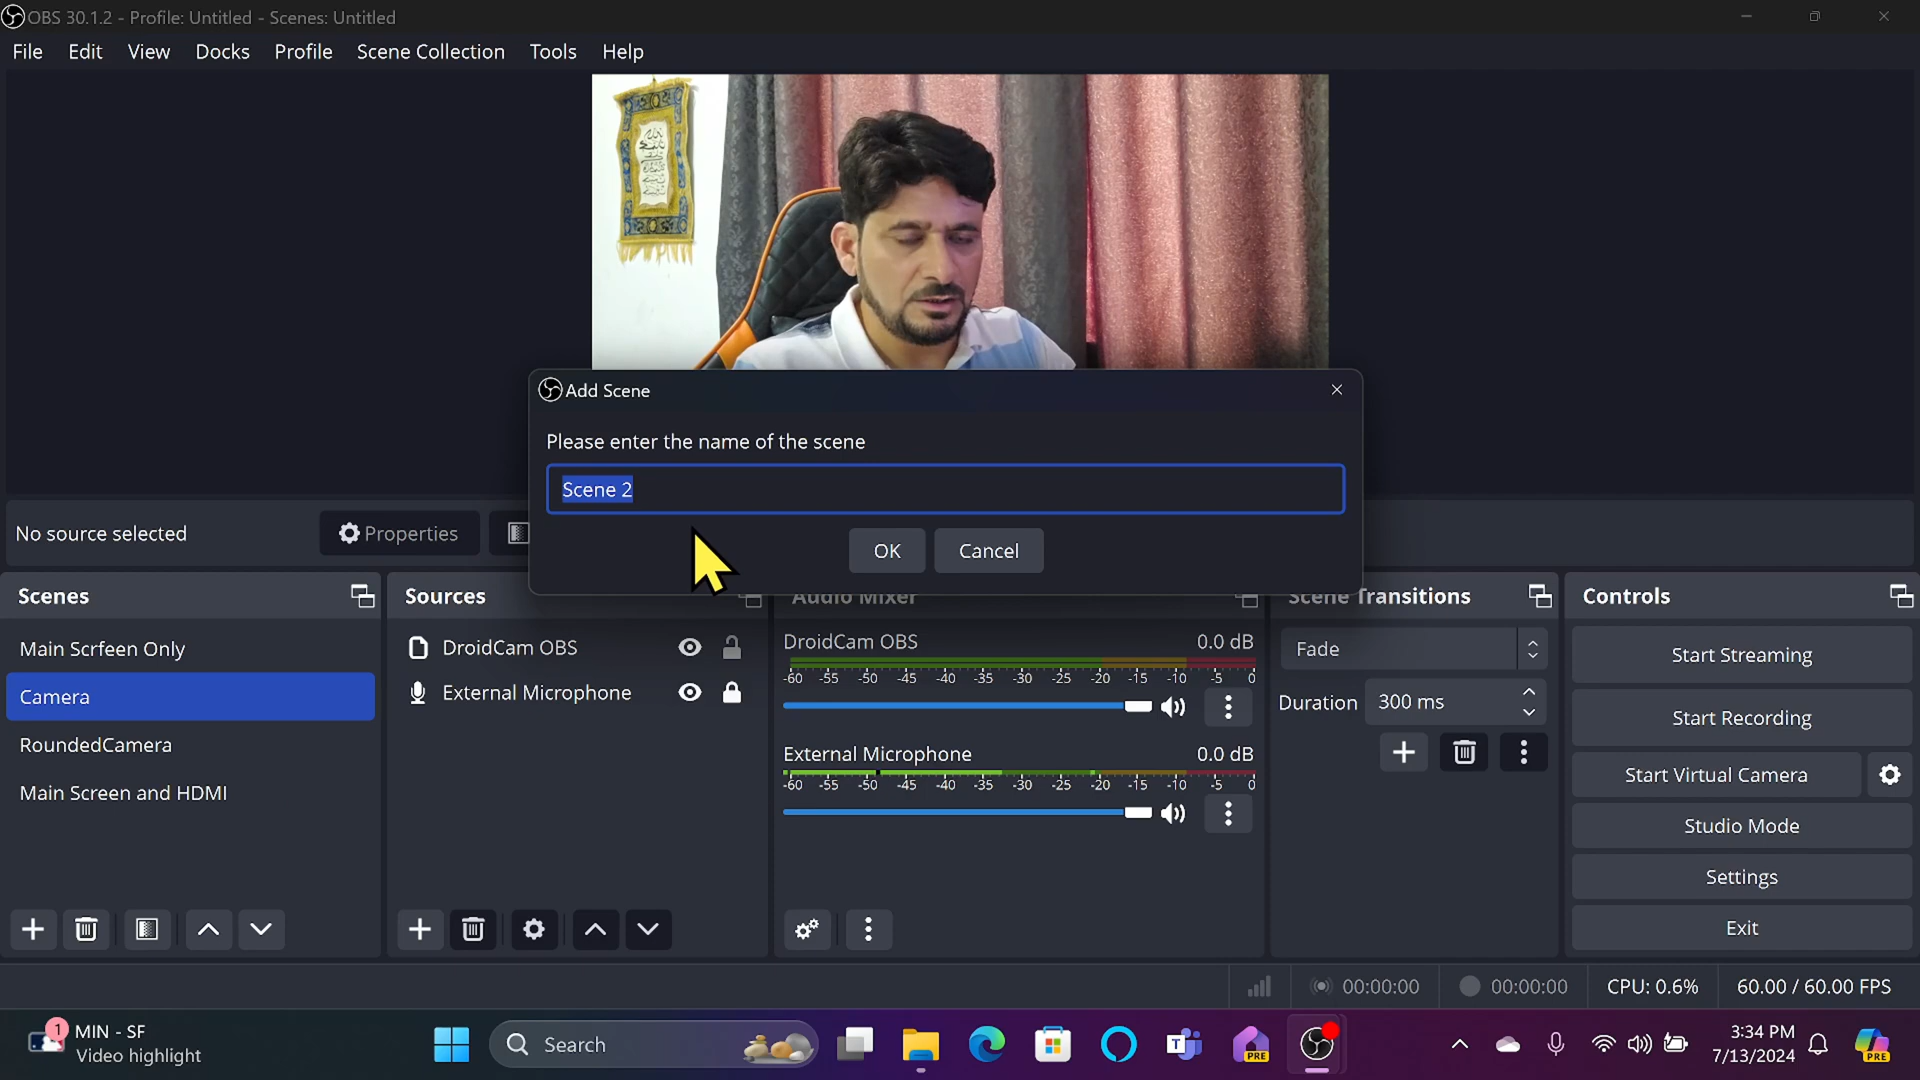 OBS 30.1.2 - Profile: Untitled - Scenes: Untitled
File Edit View Docks Profile Scene Collection Tools Help
Add Scene
Please enter the name of the scene
Scene 2
OK Cancel
No source selected
Properties
Scenes
Main Scrfeen Only
Camera
RoundedCamera
Main Screen and HDMI
Sources
DroidCam OBS
External Microphone
Audio Mixer
DroidCam OBS 0.0 dB
-60 -55 -50 -45 -40 -35 -30 -25 -20 -15 -10 -5 0
External Microphone 0.0 dB
-60 -55 -50 -45 -40 -35 -30 -25 -20 -15 -10 -5 0
Scene Transitions
Fade
Duration 300 ms
Controls
Start Streaming
Start Recording
Start Virtual Camera
Studio Mode
Settings
Exit
00:00:00 00:00:00 CPU: 0.6% 60.00 / 60.00 FPS
1
MIN - SF
Video highlight
Search
PRE
3:34 PM
7/13/2024
PRE